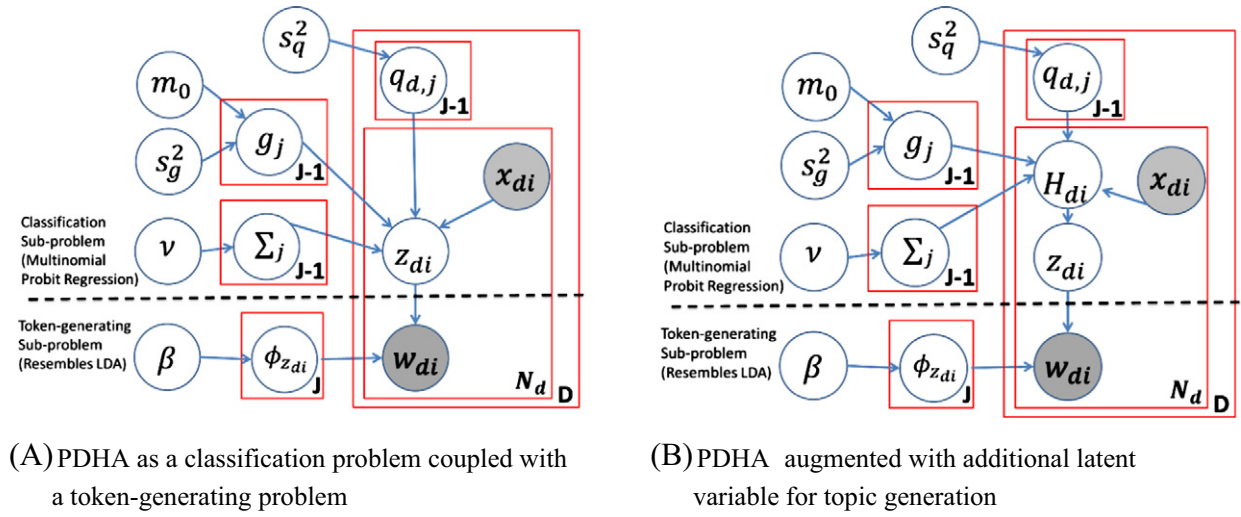 s_q^2
q_{d,j}
J-1
m_0
s_g^2
g_j
J-1
x_{di}
Classification
Sub-problem
(Multinomial
Probit Regression)
ν
∑_j
J-1
z_{di}
Token-generating
Sub-problem
(Resembles LDA)
β
ϕ_{z_{di}}
J
w_{di}
N_d
D
(A) PDHA as a classification problem coupled with
a token-generating problem
s_q^2
q_{d,j}
J-1
m_0
s_g^2
g_j
J-1
H_{di}
x_{di}
Classification
Sub-problem
(Multinomial
Probit Regression)
ν
∑_j
J-1
z_{di}
Token-generating
Sub-problem
(Resembles LDA)
β
ϕ_{z_{di}}
J
w_{di}
N_d
D
(B) PDHA augmented with additional latent
variable for topic generation